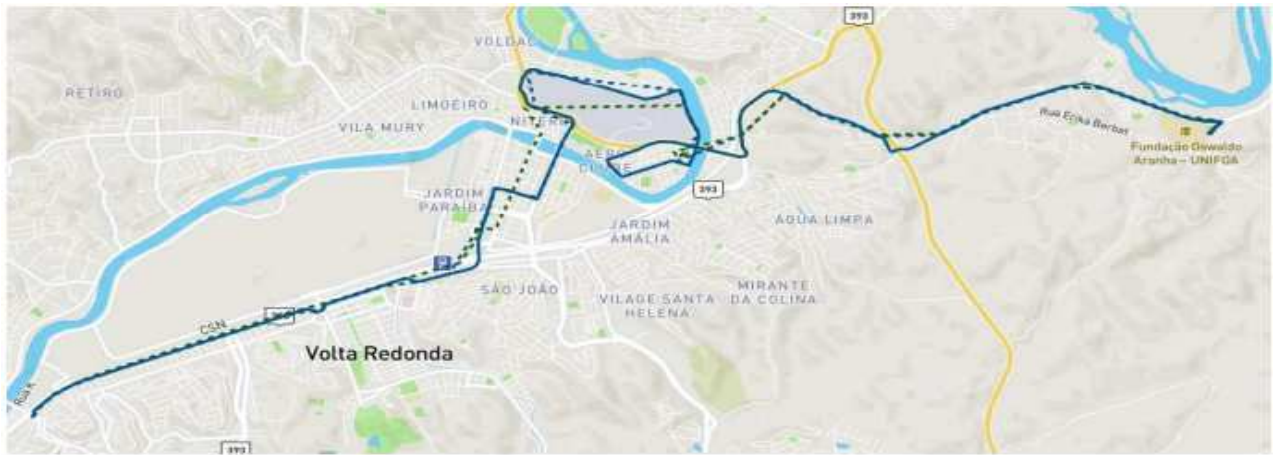 393
VOLDAC
RETIRO
LIMOEIRO
NITERÓI
VILA MURY
Rua Erika Berbat
Fundação Oswaldo
Aranha – UNIFOA
AERO
CLUBE
393
JARDIM
PARAÍBA
JARDIM
AMÁLIA
ÁGUA LIMPA
P
SÃO JOÃO
MIRANTE
DA COLINA
VILAGE SANTA
HELENA
CSN
Volta Redonda
Rua K
393